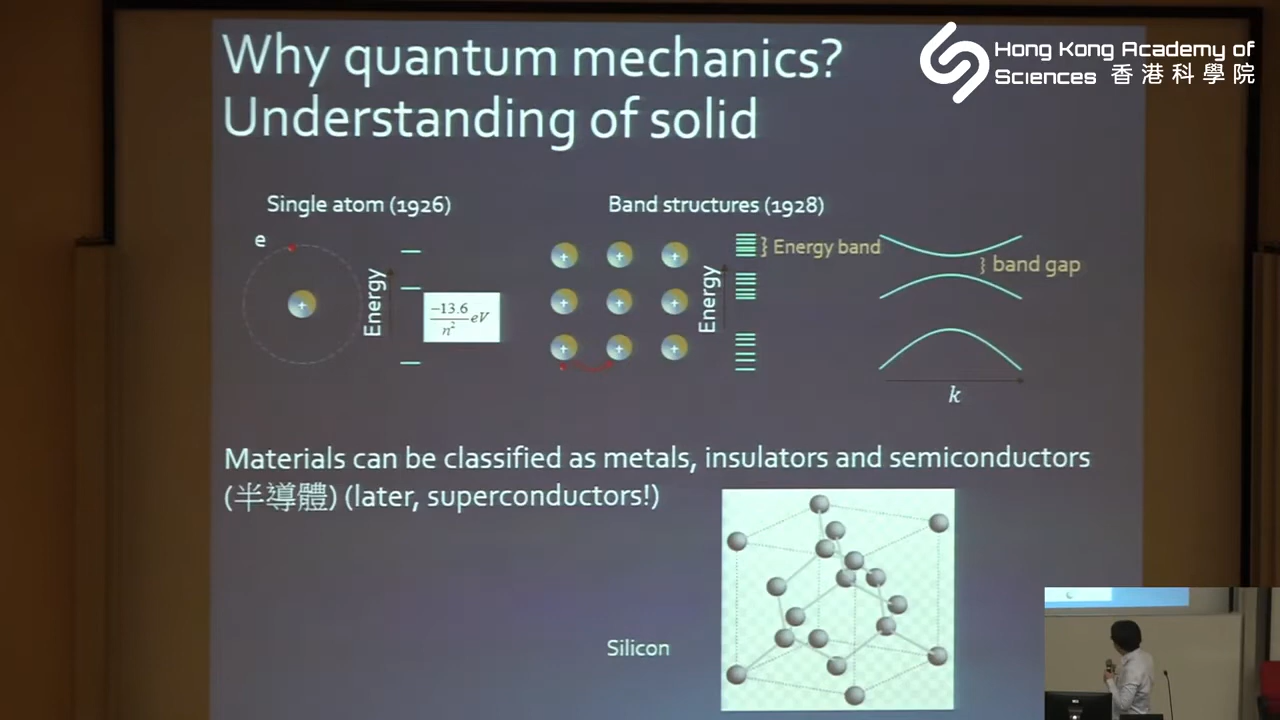 Why quantum mechanics?
Understanding of solid
Hong Kong Academy of
Sciences 香港科學院
Single atom (1926)
Band structures (1928)
e
+
Energy
-13.6
n²
eV
+ + +
+ + +
+ + +
Energy
} Energy band
} band gap
k
Materials can be classified as metals, insulators and semiconductors
(半導體) (later, superconductors!)
Silicon